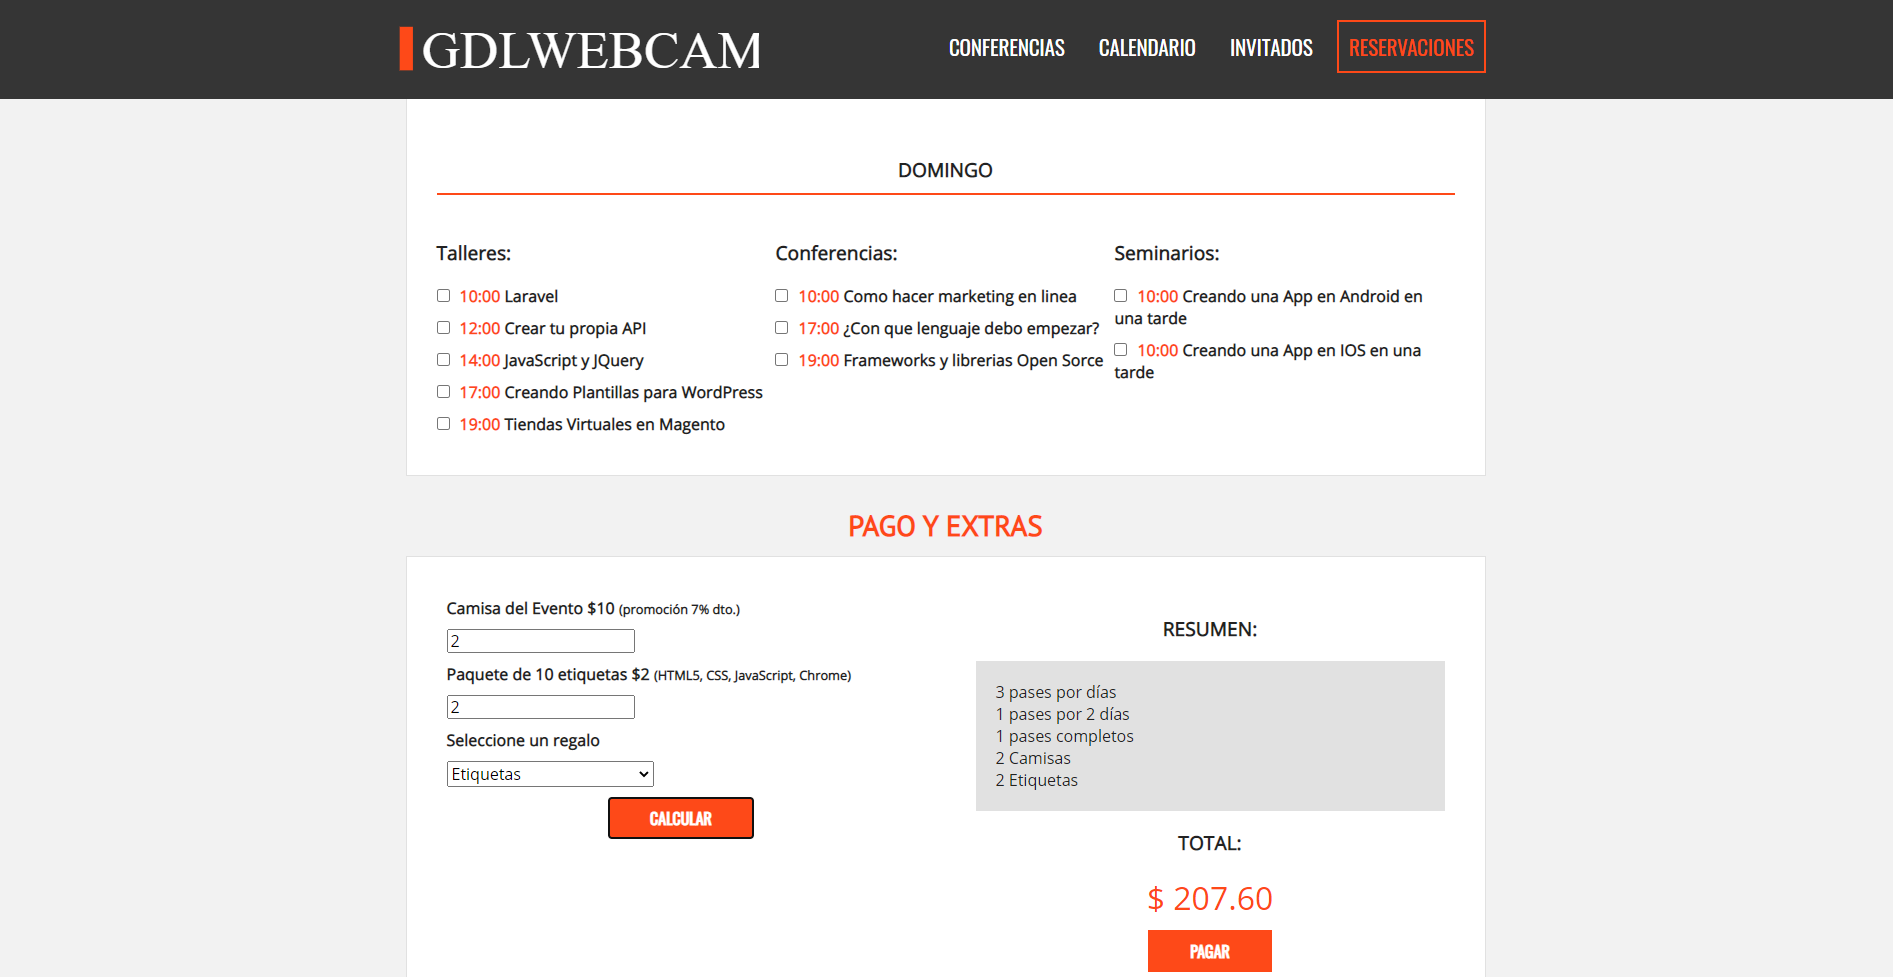 GDLWEBCAM
CONFERENCIAS CALENDARIO INVITADOS RESERVACIONES
DOMINGO
Talleres:
10:00 Laravel
12:00 Crear tu propia API
14:00 JavaScript y JQuery
17:00 Creando Plantillas para WordPress
19:00 Tiendas Virtuales en Magento
Conferencias:
10:00 Como hacer marketing en linea
17:00 ¿Con que lenguaje debo empezar?
19:00 Frameworks y librerias Open Sorce
Seminarios:
10:00 Creando una App en Android en
una tarde
10:00 Creando una App en IOS en una
tarde
PAGO Y EXTRAS
Camisa del Evento $10 (promoción 7% dto.)
2
Paquete de 10 etiquetas $2 (HTML5, CSS, JavaScript, Chrome)
2
Seleccione un regalo
Etiquetas
CALCULAR
RESUMEN:
3 pases por días
1 pases por 2 días
1 pases completos
2 Camisas
2 Etiquetas
TOTAL:
$ 207.60
PAGAR